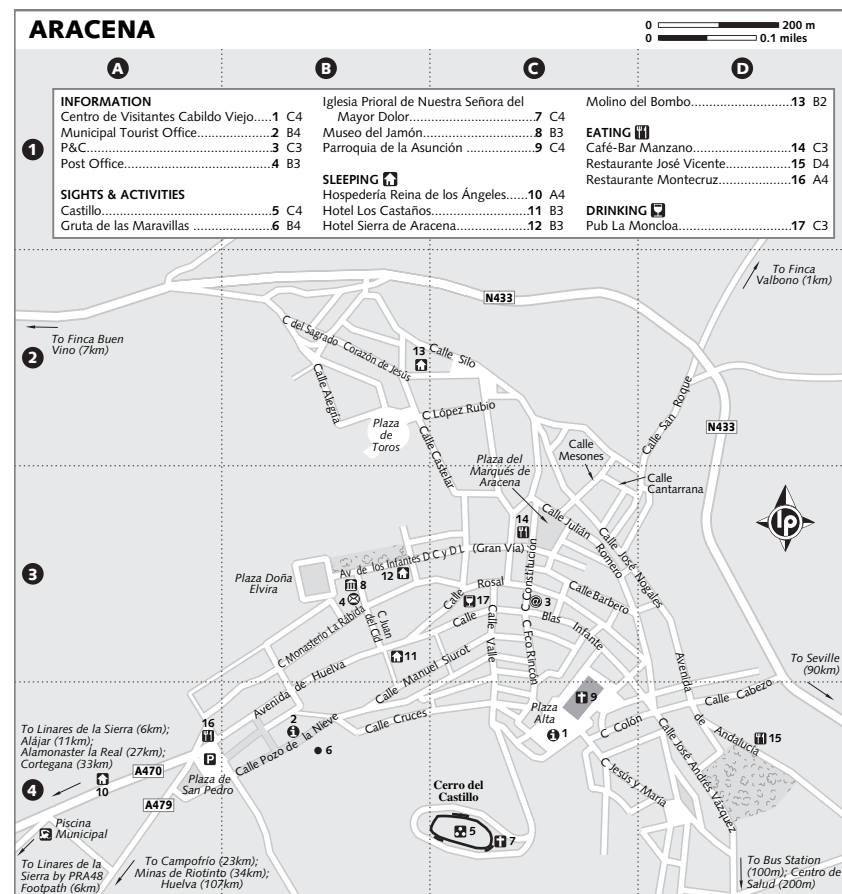 ARACENA
0 200 m
0 0.1 miles
A B C D
INFORMATION
Centro de Visitantes Cabildo Viejo.....1 C4
Municipal Tourist Office.....................2 B4
P&C.................................................3 C3
Post Office.......................................4 B3
SIGHTS & ACTIVITIES
Castillo............................................5 C4
Gruta de las Maravillas .....................6 B4
Iglesia Prioral de Nuestra Señora del
Mayor Dolor.................................7 C4
Museo del Jamón.............................8 B3
Parroquia de la Asunción ..................9 C4
SLEEPING
Hospedería Reina de los Ángeles......10 A4
Hotel Los Castaños.........................11 B3
Hotel Sierra de Aracena...................12 B3
Molino del Bombo..........................13 B2
EATING
Café-Bar Manzano..........................14 C3
Restaurante José Vicente.................15 D4
Restaurante Montecruz...................16 A4
DRINKING
Pub La Moncloa..............................17 C3
1
To Finca
Valbono (1km)
N433
To Finca Buen
Vino (7km)
2
C del Sagrado Corazón de Jesús
13
Calle Silo
Calle Alegría
C López Rubio
Plaza
de
Toros
Calle Castelar
Calle San Roque
N433
Calle
Mesones
Plaza del
Marqués de
Aracena
Calle
Cantarrana
lp
14
Calle Julián Romero
Calle José Nogales
3
Av de los Infantes D C y D L (Gran Vía)
Plaza Doña
Elvira
8
12
4
Calle Rosal
17
C Constitución
3
Calle Barbero
C Monasterio La Rábida
C Juan
del Cid
Calle
Blas Infante
Calle Valle
C Fco Rincón
11
Calle Manuel Siurot
Avenida de Huelva
To Seville
(90km)
Avenida de Andalucía
Calle Cabezo
9
Plaza
Alta
1
C Colón
Calle Cruces
16
2
Calle Pozo de la Nieve
6
P
Plaza de
San Pedro
15
To Linares de la Sierra (6km);
Alájar (11km);
Alamonaster la Real (27km);
Cortegana (33km)
4
A470
10
A479
C Jesús y María
Calle José Andrés Vázquez
Cerro del
Castillo
5
7
Piscina
Municipal
To Linares de la
Sierra by PRA48
Footpath (6km)
To Campofrío (23km);
Minas de Riotinto (34km);
Huelva (107km)
To Bus Station
(100m); Centro de
Salud (200m)